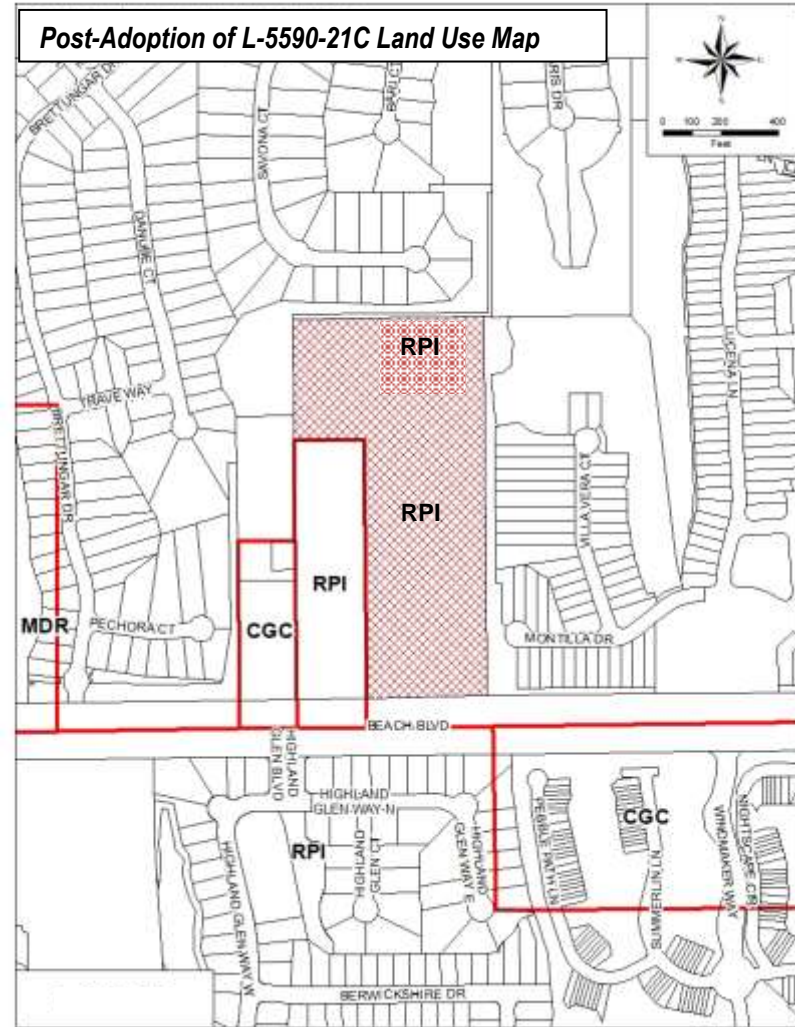 Post-Adoption of L-5590-21C Land Use Map
0 100 200 400
Feet
BRETTUNGAR DR
SAVONA CT
DANUBE CT
LUCENA LN
TRAVE WAY
BRETTUNGAR DR
RPI
RPI
VILLA VERA CT
RPI
MDR
PECHORA CT
CGC
MONTILLA DR
BEACH BLVD
HIGHLAND
GLEN BLVD
HIGHLAND
GLEN WAY N
RPI
HIGHLAND
GLEN CT
HIGHLAND
GLEN WAY E
HIGHLAND GLEN WAY W
PEBBLE PATH LN
CGC
SUMMERLIN LN
WINDMAKER WAY
NIGHTSCAPE CIR
BERWICKSHIRE DR